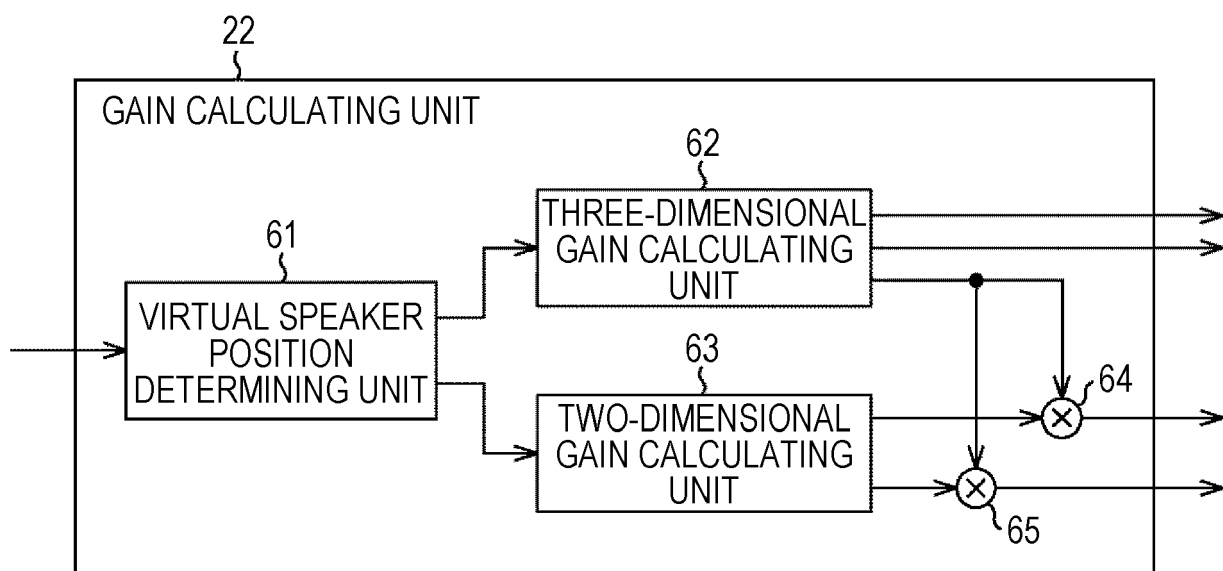 22
GAIN CALCULATING UNIT
62
THREE-DIMENSIONAL
GAIN CALCULATING
UNIT
61
VIRTUAL SPEAKER
POSITION
DETERMINING UNIT
63
TWO-DIMENSIONAL
GAIN CALCULATING
UNIT
64
65